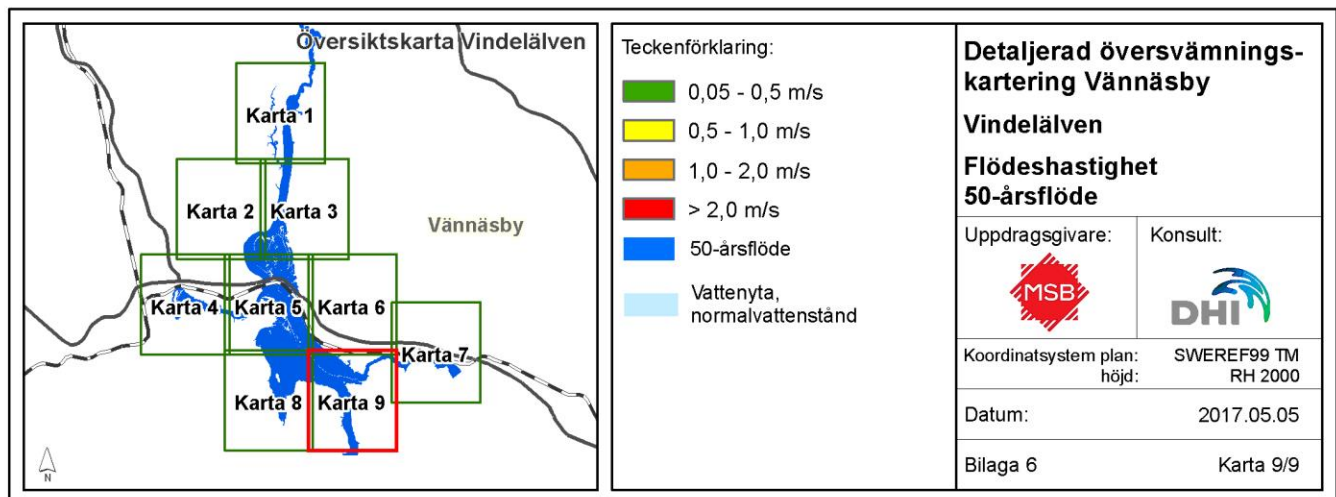 Översiktskarta Vindelälven
Karta 1
Karta 2
Karta 3
Vännäsby
Karta 4
Karta 5
Karta 6
Karta 7
Karta 8
Karta 9
N
Teckenförklaring:
0,05 - 0,5 m/s
0,5 - 1,0 m/s
1,0 - 2,0 m/s
> 2,0 m/s
50-årsflöde
Vattenyta,
normalvattenstånd
Detaljerad översvämnings-
kartering Vännäsby
Vindelälven
Flödeshastighet
50-årsflöde
Uppdragsgivare:
MSB
Konsult:
DHI
Koordinatsystem plan: SWEREF99 TM
höjd: RH 2000
Datum: 2017.05.05
Bilaga 6 Karta 9/9